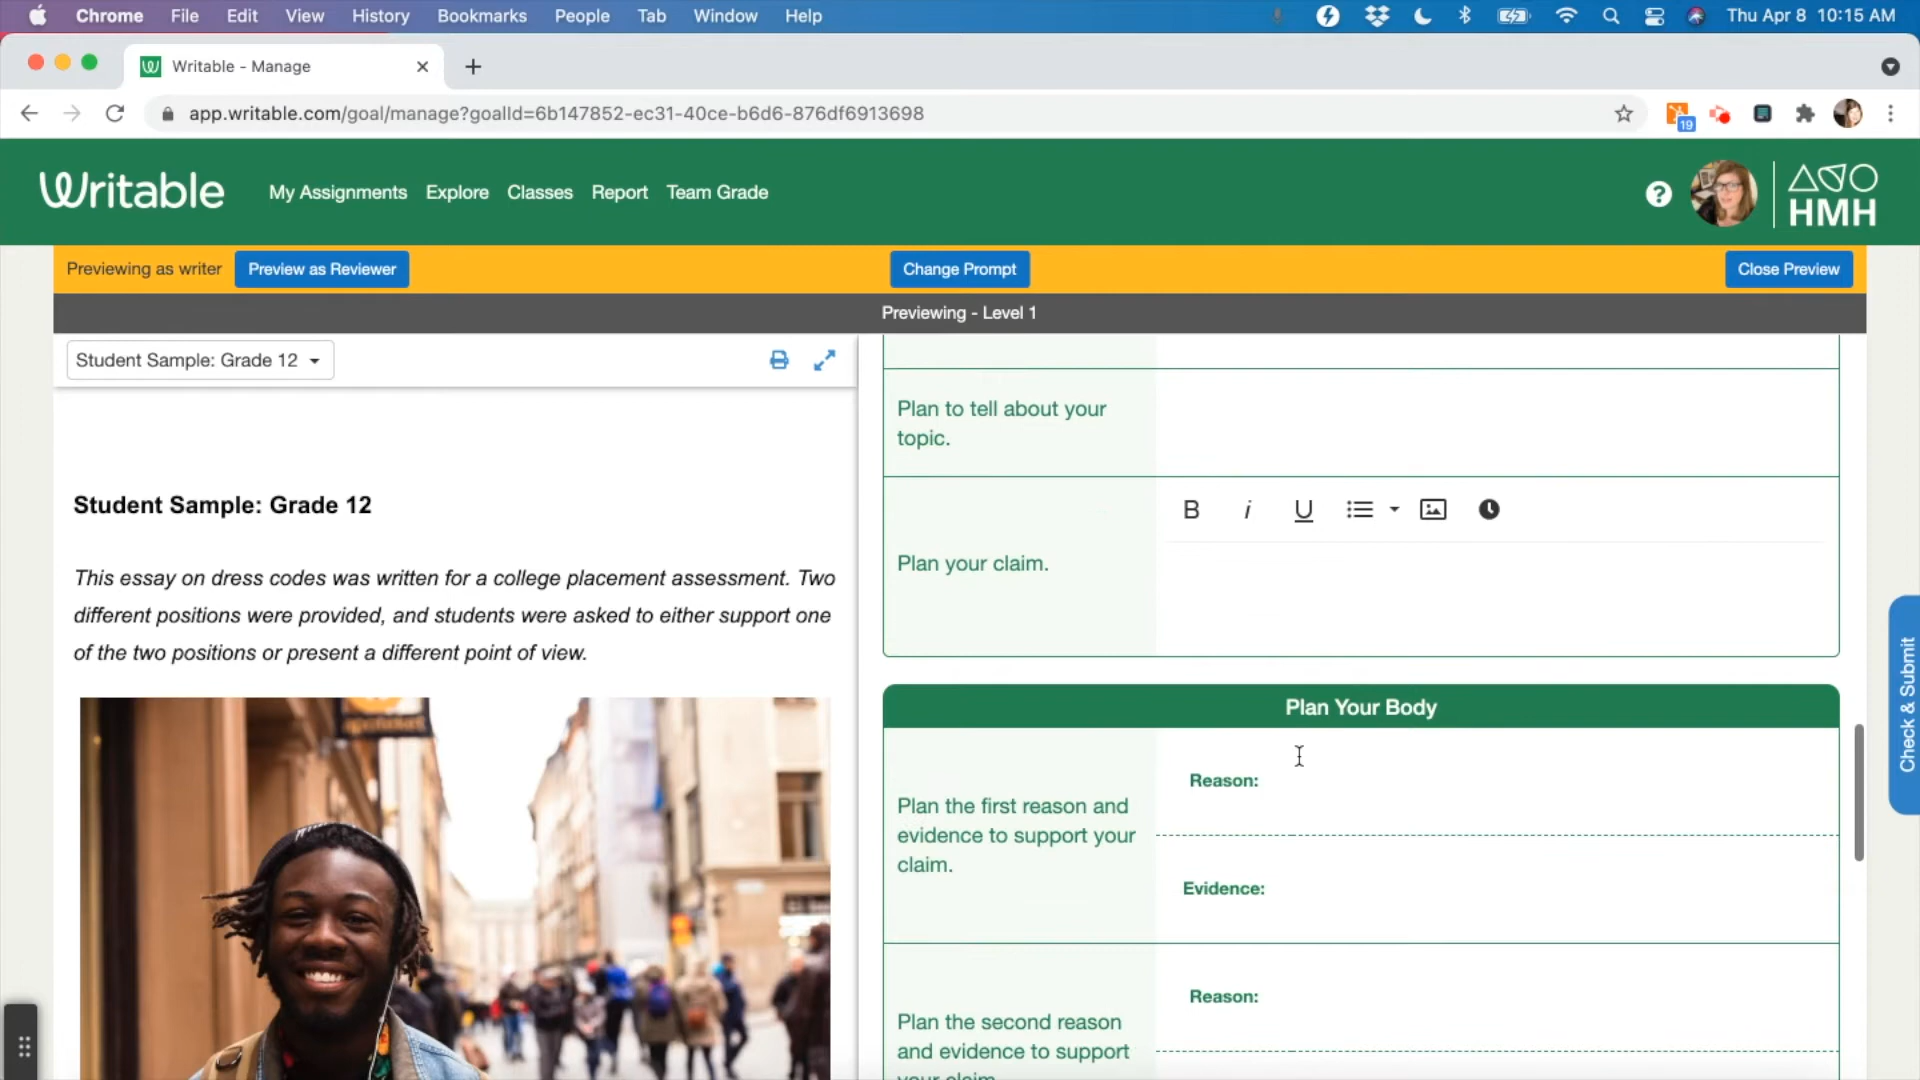 Chrome File Edit View History Bookmarks People Tab Window Help Thu Apr 8 10:15 AM
Writable - Manage
app.writable.com/goal/manage?goalId=6b147852-ec31-40ce-b6d6-876df6913698
19
Writable My Assignments Explore Classes Report Team Grade ? HMH
Previewing as writer Preview as Reviewer Change Prompt Close Preview
Previewing - Level 1
Student Sample: Grade 12
Student Sample: Grade 12
This essay on dress codes was written for a college placement assessment. Two
different positions were provided, and students were asked to either support one
of the two positions or present a different point of view.
Plan to tell about your
topic.
B i U
Plan your claim.
Plan Your Body
Plan the first reason and
evidence to support your
claim.
Reason:
Evidence:
Plan the second reason
and evidence to support
your claim.
Reason:
Check & Submit